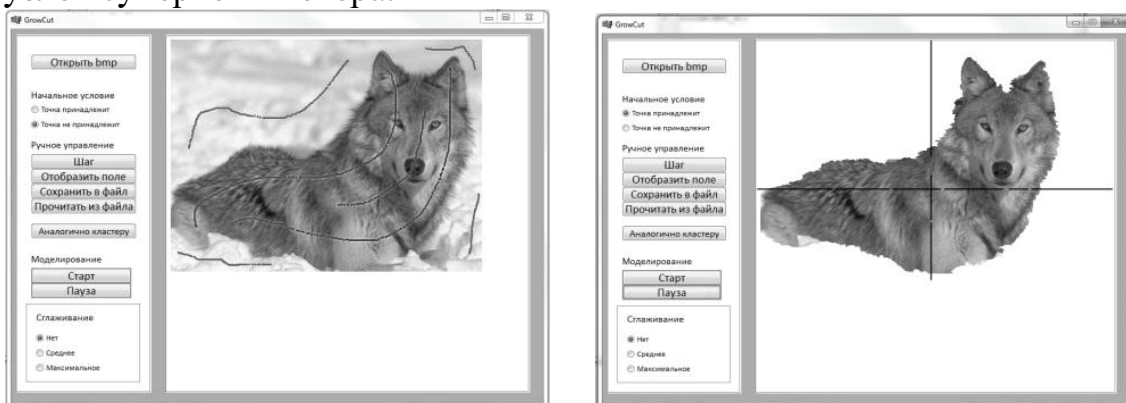 GrowCut
Открыть bmp
Начальное условие
Точка принадлежит
Точка не принадлежит
Ручное управление
Шаг
Отобразить поле
Сохранить в файл
Прочитать из файла
Аналогично кластеру
Моделирование
Старт
Пауза
Сглаживание
Нет
Среднее
Максимальное
GrowCut
Открыть bmp
Начальное условие
Точка принадлежит
Точка не принадлежит
Ручное управление
Шаг
Отобразить поле
Сохранить в файл
Прочитать из файла
Аналогично кластеру
Моделирование
Старт
Пауза
Сглаживание
Нет
Среднее
Максимальное